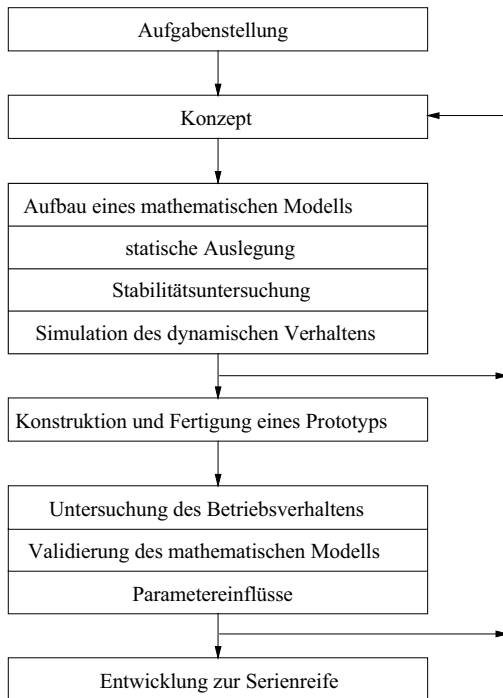 Aufgabenstellung
Konzept
Aufbau eines mathematischen Modells
statische Auslegung
Stabilitätsuntersuchung
Simulation des dynamischen Verhaltens
Konstruktion und Fertigung eines Prototyps
Untersuchung des Betriebsverhaltens
Validierung des mathematischen Modells
Parametereinflüsse
Entwicklung zur Serienreife